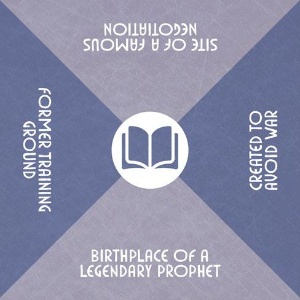 SITE OF A FAMOUS
NEGOTIATION
FORMER TRAINING
GROUND
CREATED TO
AVOID WAR
BIRTHPLACE OF A
LEGENDARY PROPHET